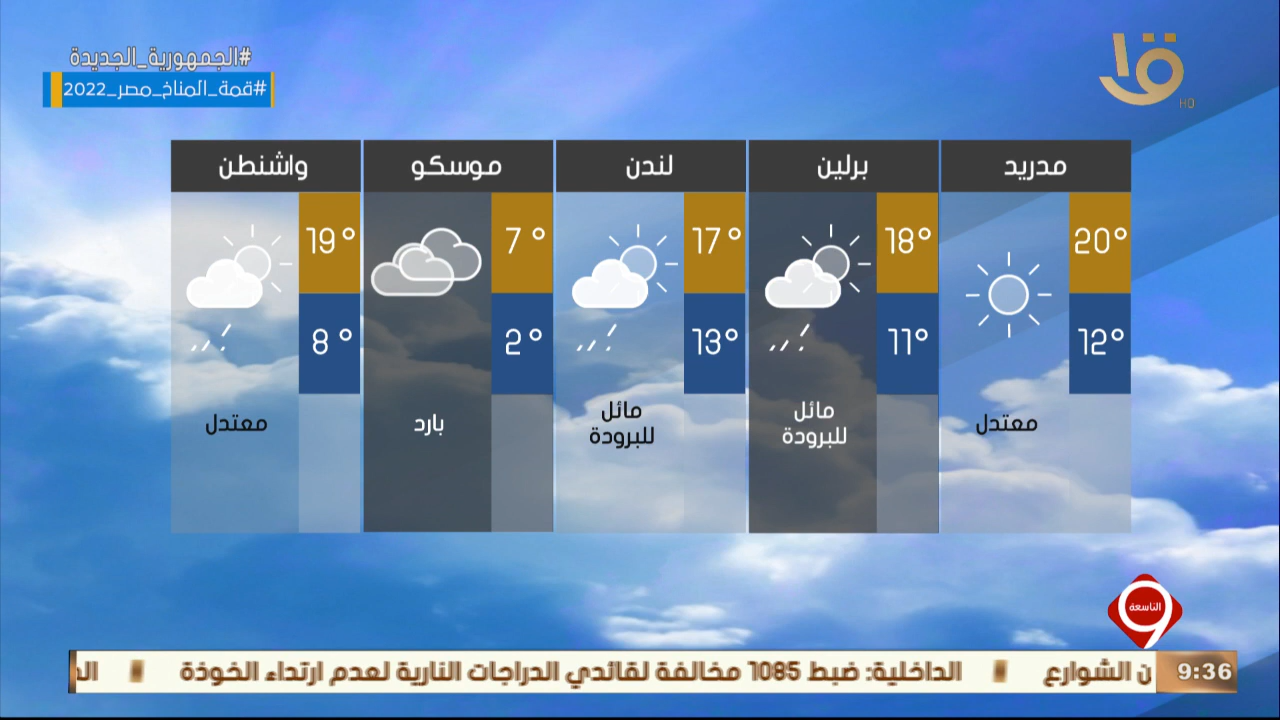 #الجمهورية_الجديدة
#قمة_المناخ_مصر_2022
HD
مدريد
20°
12°
معتدل
برلين
18°
11°
مائل
للبرودة
لندن
17°
13°
مائل
للبرودة
موسكو
7°
2°
بارد
واشنطن
19°
8°
معتدل
9
التاسعة
9:36
ن الشوارع
الداخلية: ضبط 1085 مخالفة لقائدي الدراجات النارية لعدم ارتداء الخوذة